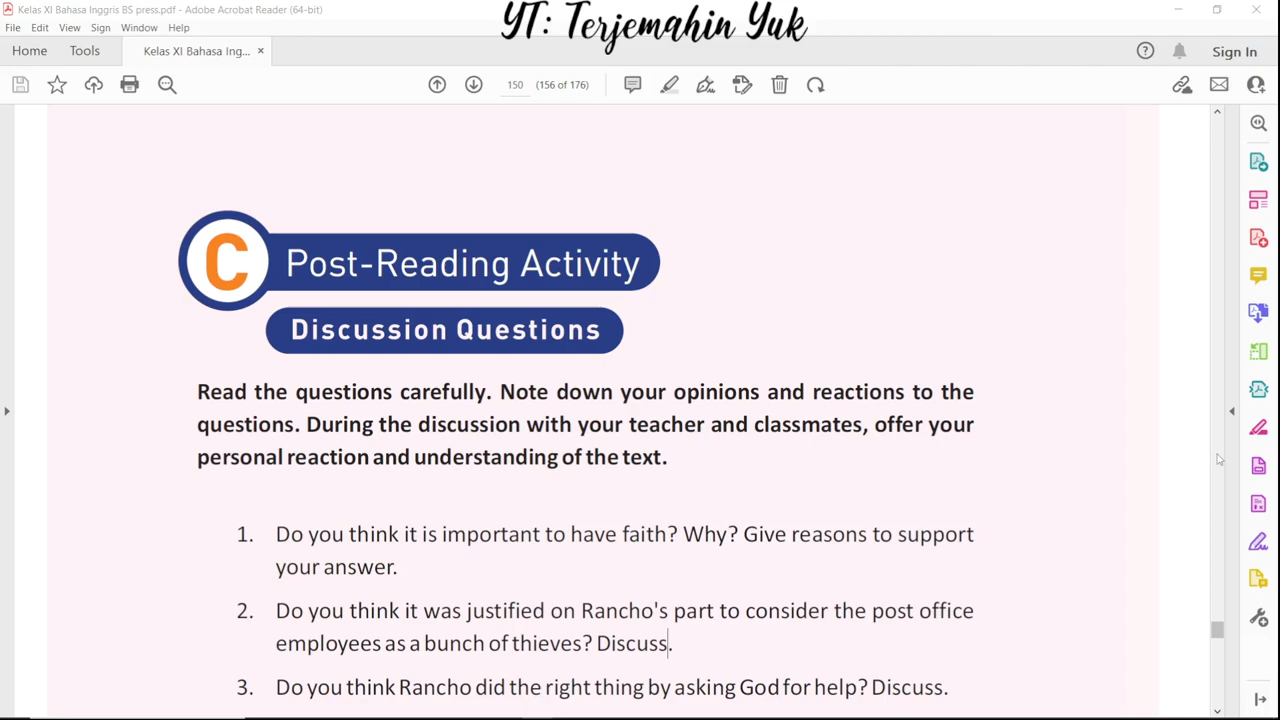 Kelas XI Bahasa Inggris BS press.pdf - Adobe Acrobat Reader (64-bit)
YT: Terjemahin Yuk
File Edit View Sign Window Help
Home Tools Kelas XI Bahasa Ing... × Sign In
150 (156 of 176)
C
Post-Reading Activity
Discussion Questions
Read the questions carefully. Note down your opinions and reactions to the
questions. During the discussion with your teacher and classmates, offer your
personal reaction and understanding of the text.
1. Do you think it is important to have faith? Why? Give reasons to support
your answer.
2. Do you think it was justified on Rancho's part to consider the post office
employees as a bunch of thieves? Discuss.
3. Do you think Rancho did the right thing by asking God for help? Discuss.